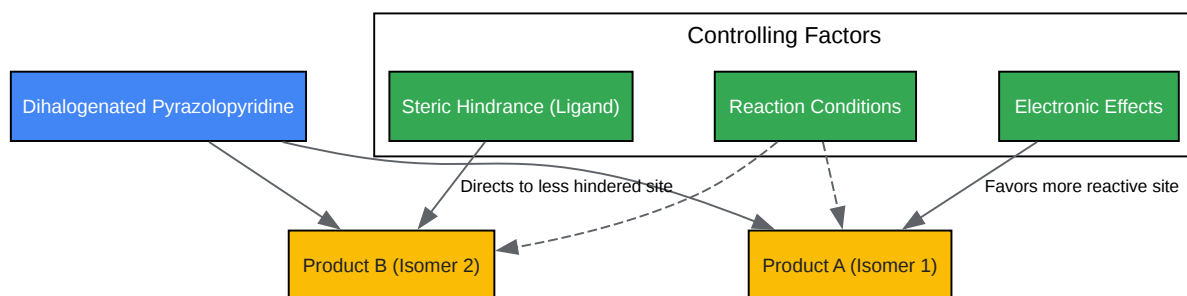 Controlling Factors
Dihalogenated Pyrazolopyridine
Steric Hindrance (Ligand)
Reaction Conditions
Electronic Effects
Directs to less hindered site
Favors more reactive site
Product B (Isomer 2)
Product A (Isomer 1)